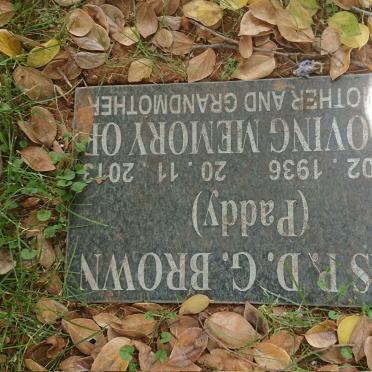 S P. D. G. BROWN
(Paddy)
02 . 1936 20 . 11 . 2013
OVING MEMORY OF
OTHER AND GRANDMOTHER